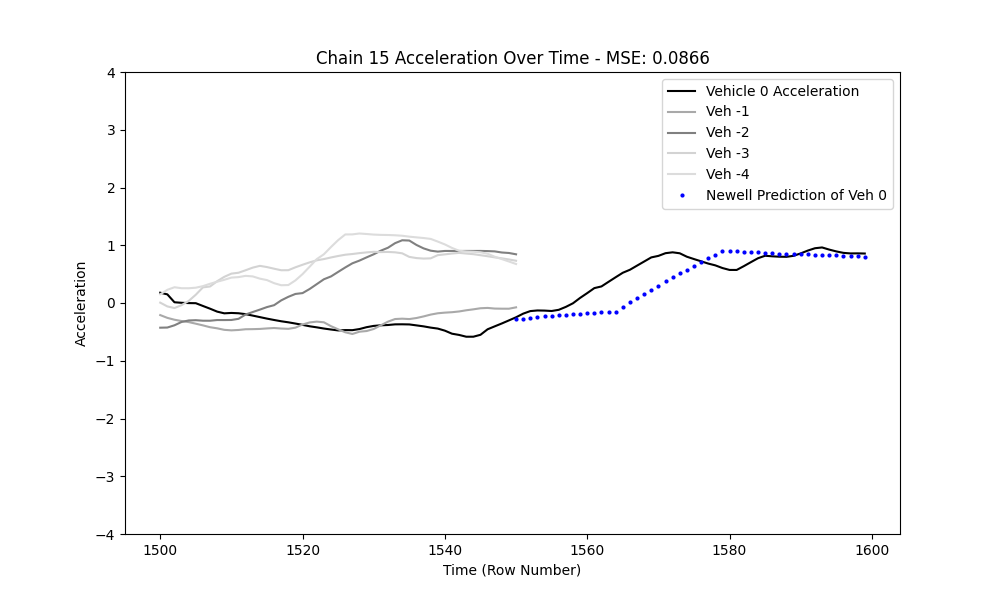 Chain 15 Acceleration Over Time - MSE: 0.0866
Vehicle 0 Acceleration
Veh -1
Veh -2
Veh -3
Veh -4
Newell Prediction of Veh 0
Acceleration
4
3
2
1
0
−1
−2
−3
−4
1500 1520 1540 1560 1580 1600
Time (Row Number)